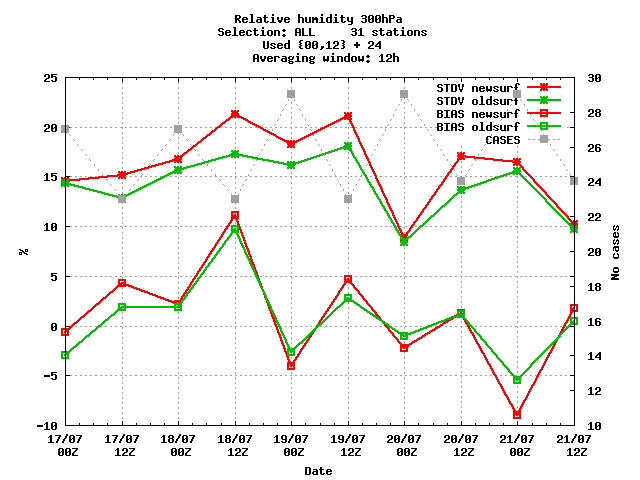 Relative humidity 300hPa
Selection: ALL 31 stations
Used {00,12} + 24
Averaging window: 12h
STDV newsurf
STDV oldsurf
BIAS newsurf
BIAS oldsurf
CASES
25
20
15
10
5
0
-5
-10
%
30
28
26
24
22
20
18
16
14
12
10
No cases
17/07 17/07 18/07 18/07 19/07 19/07 20/07 20/07 21/07 21/07
00Z 12Z 00Z 12Z 00Z 12Z 00Z 12Z 00Z 12Z
Date